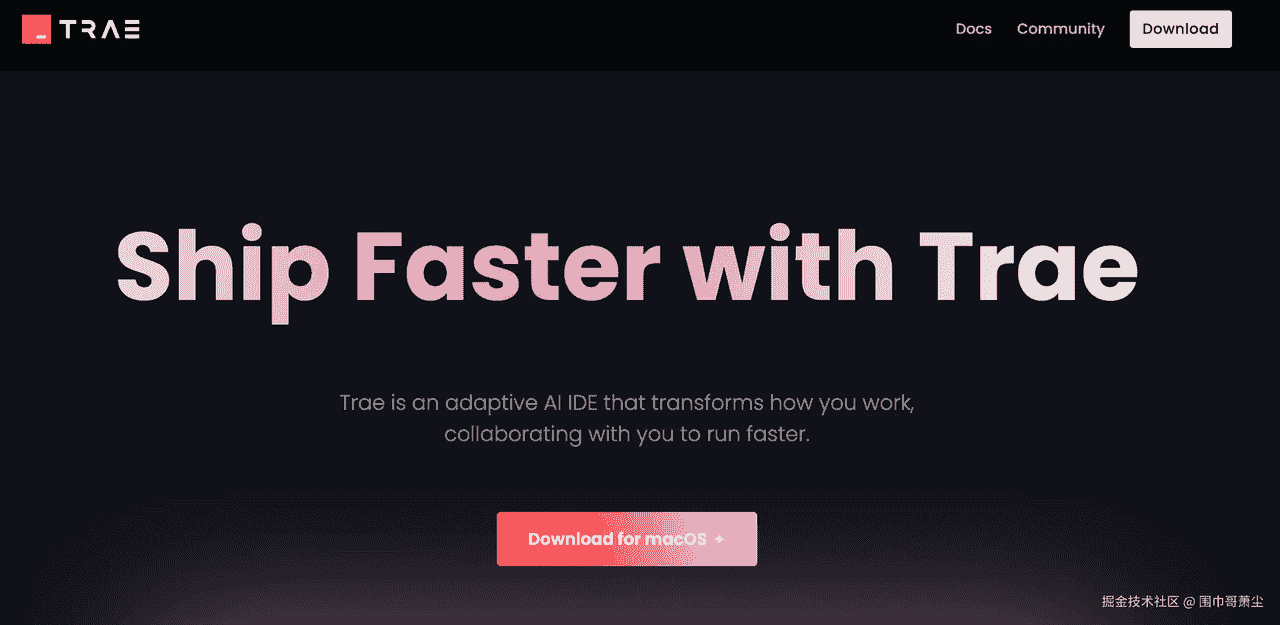 TRAE
Docs
Community
Download
Ship Faster with Trae
Trae is an adaptive AI IDE that transforms how you work,
collaborating with you to run faster.
Download for macOS
掘金技术社区 @ 围巾哥萧尘